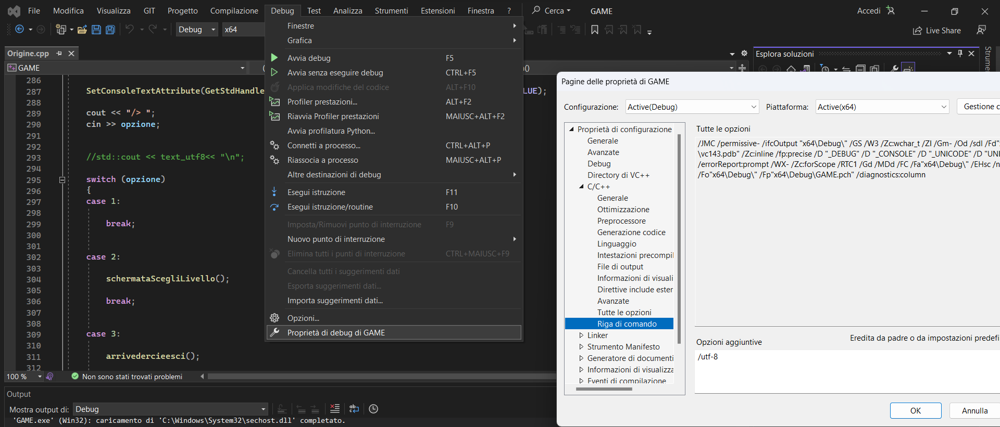 File Modifica Visualizza GIT Progetto Compilazione Debug Test Analizza Strumenti Estensioni Finestra ? Cerca GAME Accedi
Debug x64 Live Share
Finestre
Grafica
Avvia debug F5
Avvia senza eseguire debug CTRL+F5
Applica modifiche del codice ALT+F10
Profiler prestazioni... ALT+F2
Riavvia Profiler prestazioni MAIUSC+ALT+F2
Avvia profilatura Python...
Connetti a processo... CTRL+ALT+P
Riassocia a processo MAIUSC+ALT+P
Altre destinazioni di debug
Esegui istruzione F11
Esegui istruzione/routine F10
Imposta/Rimuovi punto di interruzione F9
Nuovo punto di interruzione
Elimina tutti i punti di interruzione CTRL+MAIUSC+F9
Cancella tutti i suggerimenti dati
Esporta suggerimenti dati...
Importa suggerimenti dati...
Opzioni...
Proprietà di debug di GAME
Origine.cpp
GAME
()
286
287 SetConsoleTextAttribute(GetStdHandle LUE);
288
289 cout << "/> ";
290 cin >> opzione;
291
292
293 //std::cout << text_utf8<< "\n";
294
295 switch (opzione)
296 {
297 case 1:
298
299 break;
300
301
302 case 2:
303
304 schermataScegliLivello();
305
306 break;
307
308
309 case 3:
310
311 arrivedercieesci();
312
100 % Non sono stati trovati problemi
Output
Mostra output di: Debug
'GAME.exe' (Win32): caricamento di 'C:\Windows\System32\sechost.dll' completato.
Esplora soluzioni
Strume
Pagine delle proprietà di GAME
Configurazione: Active(Debug) Piattaforma: Active(x64) Gestione c
Proprietà di configurazione
Generale
Avanzate
Debug
Directory di VC++
C/C++
Generale
Ottimizzazione
Preprocessore
Generazione codice
Linguaggio
Intestazioni precompil
File di output
Informazioni di visuali
Direttive include ester
Avanzate
Tutte le opzioni
Riga di comando
Linker
Strumento Manifesto
Generatore di documenti
Informazioni di visualizza
Eventi di compilazione
Tutte le opzioni
/JMC /permissive- /ifcOutput "x64\Debug\" /GS /W3 /Zc:wchar_t /ZI /Gm- /Od /sdl /Fd"x
\vc143.pdb" /Zc:inline /fp:precise /D "_DEBUG" /D "_CONSOLE" /D "_UNICODE" /D "UNI
/errorReport:prompt /WX- /Zc:forScope /RTC1 /Gd /MDd /FC /Fa"x64\Debug\" /EHsc /n
/Fo"x64\Debug\" /Fp"x64\Debug\GAME.pch" /diagnostics:column
Opzioni aggiuntive Eredita da padre o da impostazioni predefi
/utf-8
OK Annulla